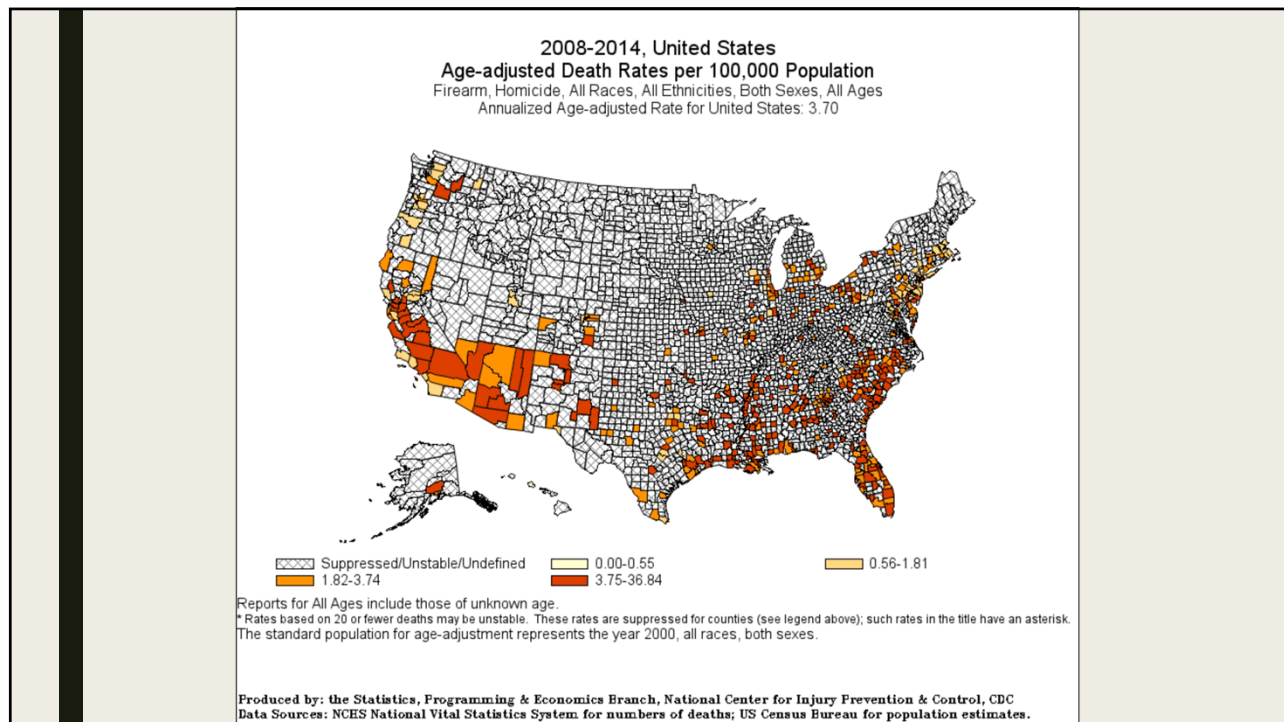 2008-2014, United States
Age-adjusted Death Rates per 100,000 Population
Firearm, Homicide, All Races, All Ethnicities, Both Sexes, All Ages
Annualized Age-adjusted Rate for United States: 3.70
Suppressed/Unstable/Undefined 0.00-0.55 0.56-1.81
1.82-3.74 3.75-36.84
Reports for All Ages include those of unknown age.
* Rates based on 20 or fewer deaths may be unstable. These rates are suppressed for counties (see legend above); such rates in the title have an asterisk.
The standard population for age-adjustment represents the year 2000, all races, both sexes.
Produced by: the Statistics, Programming & Economics Branch, National Center for Injury Prevention & Control, CDC
Data Sources: NCHS National Vital Statistics System for numbers of deaths; US Census Bureau for population estimates.